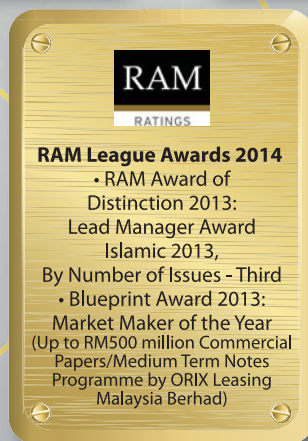 RAM
RATINGS
RAM League Awards 2014
• RAM Award of
Distinction 2013:
Lead Manager Award
Islamic 2013,
By Number of Issues - Third
• Blueprint Award 2013:
Market Maker of the Year
(Up to RM500 million Commercial
Papers/Medium Term Notes
Programme by ORIX Leasing
Malaysia Berhad)